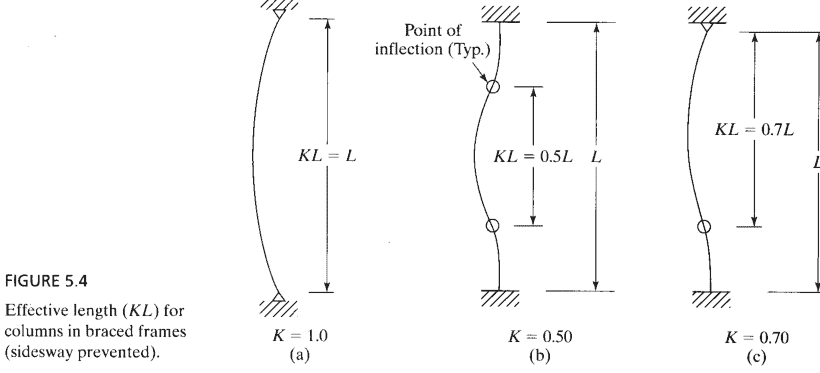 Point of
inflection (Typ.)
KL = L
KL = 0.5L
L
KL = 0.7L
L
FIGURE 5.4
Effective length (KL) for
columns in braced frames
(sidesway prevented).
K = 1.0
(a)
K = 0.50
(b)
K = 0.70
(c)